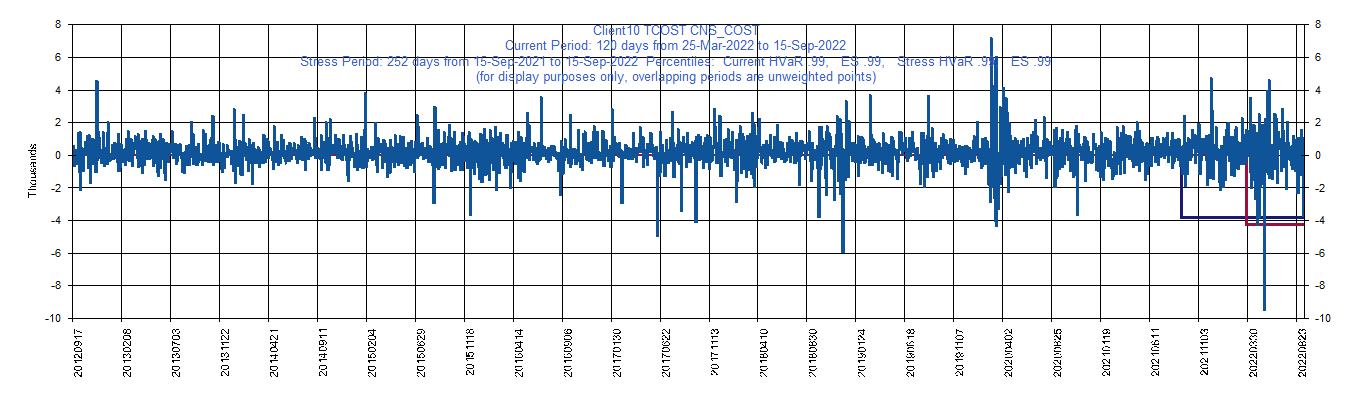 Client10 TCOST CNS_COST
Current Period: 120 days from 25-Mar-2022 to 15-Sep-2022
Stress Period: 252 days from 15-Sep-2021 to 15-Sep-2022 Percentiles: Current HVaR .99, ES .99, Stress HVaR .99, ES .99
(for display purposes only, overlapping periods are unweighted points)
8 8
6 6
4 4
2 2
0 0
-2 -2
-4 -4
-6 -6
-8 -8
-10 -10
Thousands
20120917 20130208 20130703 20131122 20140421 20140911 20150204 20150629 20151118 20160414 20160906 20170130 20170622 20171113 20180410 20180830 20190124 20190618 20191107 20200402 20200825 20210119 20210611 20211103 20220330 20220823